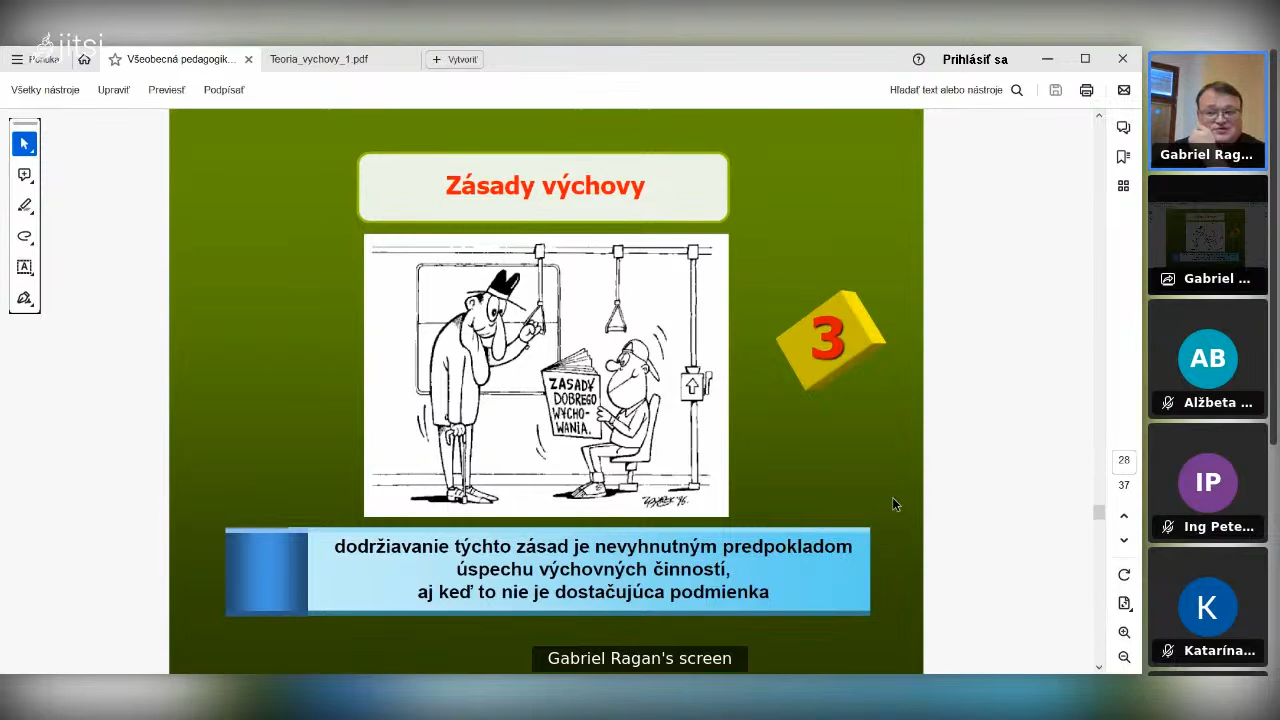 jitsi
Ponuka
Všeobecná pedagogik...
Teoria_vychovy_1.pdf
Vytvoriť
Prihlásiť sa
Všetky nástroje
Upraviť
Previesť
Podpísať
Hľadať text alebo nástroje
Zásady výchovy
ZASADY
DOBREGO
WYCHO-
WANIA.
3
dodržiavanie týchto zásad je nevyhnutným predpokladom
úspechu výchovných činností,
aj keď to nie je dostačujúca podmienka
28
37
Gabriel Ragan's screen
Gabriel Rag...
Gabriel ...
AB
Alžbeta ...
IP
Ing Pete...
K
Katarína...